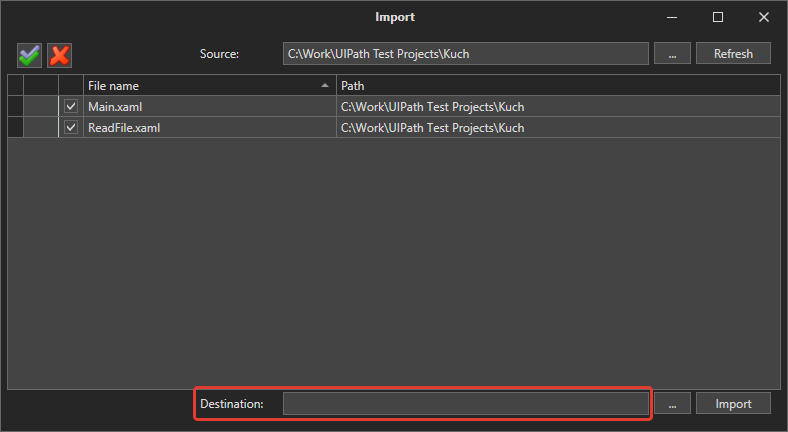 Import
Source: C:\Work\UIPath Test Projects\Kuch ... Refresh
File name Path
Main.xaml C:\Work\UIPath Test Projects\Kuch
ReadFile.xaml C:\Work\UIPath Test Projects\Kuch
Destination: ... Import